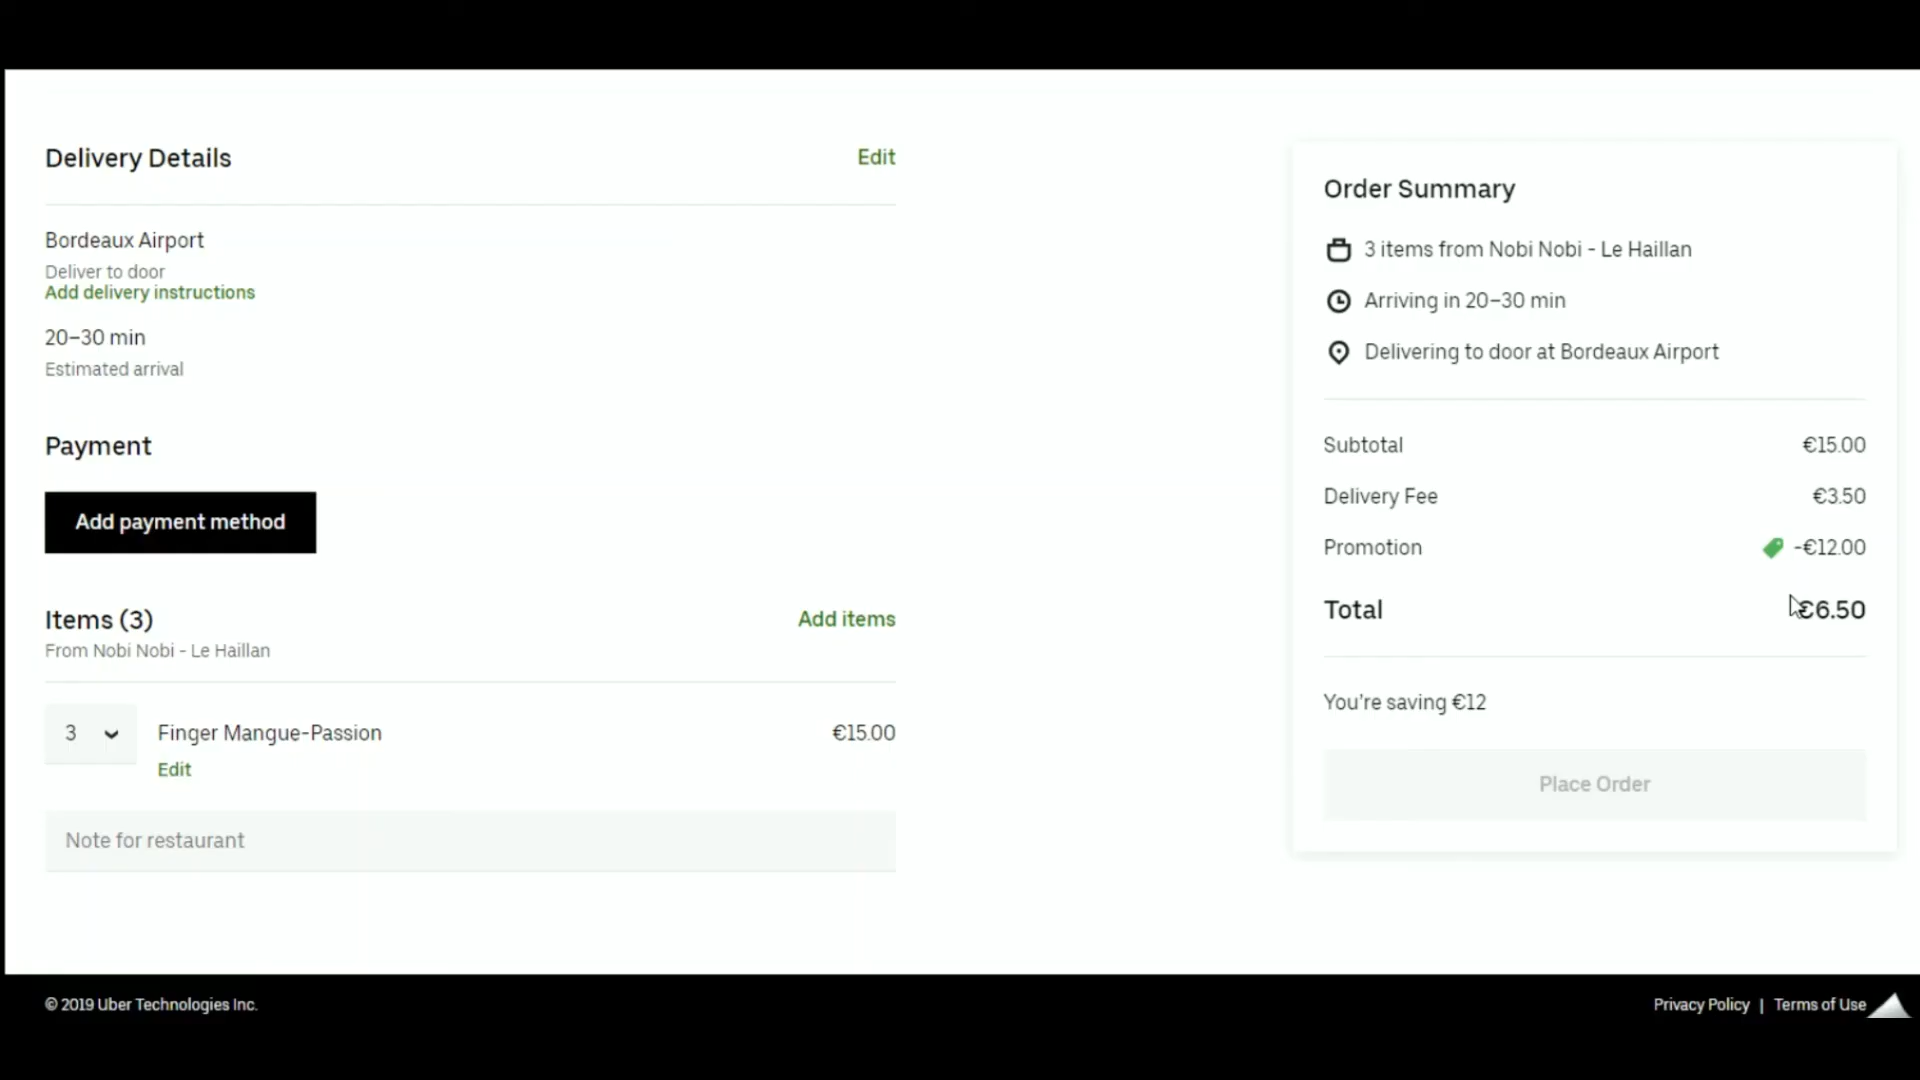 Delivery Details
Edit
Bordeaux Airport
Deliver to door
Add delivery instructions
20–30 min
Estimated arrival
Payment
Add payment method
Items (3)
Add items
From Nobi Nobi - Le Haillan
3
Finger Mangue-Passion
€15.00
Edit
Note for restaurant
Order Summary
3 items from Nobi Nobi - Le Haillan
Arriving in 20–30 min
Delivering to door at Bordeaux Airport
Subtotal
€15.00
Delivery Fee
€3.50
Promotion
-€12.00
Total
€6.50
You're saving €12
Place Order
© 2019 Uber Technologies Inc.
Privacy Policy | Terms of Use